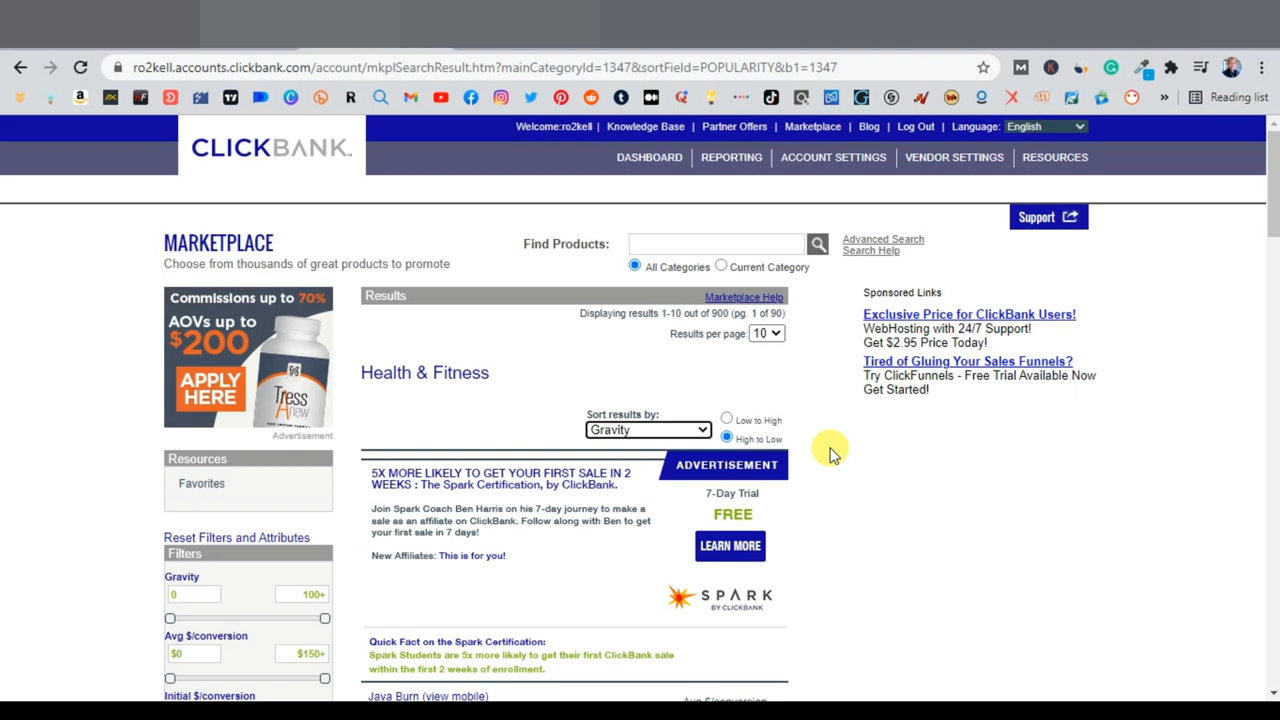 ro2kell.accounts.clickbank.com/account/mkplSearchResult.htm?mainCategoryId=1347&sortField=POPULARITY&b1=1347
Reading list
Welcome:ro2kell | Knowledge Base | Partner Offers | Marketplace | Blog | Log Out | Language: English
CLICKBANK
DASHBOARD | REPORTING | ACCOUNT SETTINGS | VENDOR SETTINGS | RESOURCES
Support
MARKETPLACE
Choose from thousands of great products to promote
Find Products:
Advanced Search
Search Help
All Categories Current Category
Commissions up to 70%
AOVs up to
$200
APPLY
HERE
Tress
Anew
Advertisement
Resources
Favorites
Reset Filters and Attributes
Filters
Gravity
0 100+
Avg $/conversion
$0 $150+
Initial $/conversion
Results Marketplace Help
Displaying results 1-10 out of 900 (pg. 1 of 90)
Results per page: 10
Health & Fitness
Sort results by:
Gravity
Low to High
High to Low
ADVERTISEMENT
5X MORE LIKELY TO GET YOUR FIRST SALE IN 2
WEEKS : The Spark Certification, by ClickBank.
Join Spark Coach Ben Harris on his 7-day journey to make a
sale as an affiliate on ClickBank. Follow along with Ben to get
your first sale in 7 days!
New Affiliates: This is for you!
7-Day Trial
FREE
LEARN MORE
SPARK
BY CLICKBANK
Quick Fact on the Spark Certification:
Spark Students are 5x more likely to get their first ClickBank sale
within the first 2 weeks of enrollment.
Java Burn (view mobile)
Avg $/conversion
Sponsored Links
Exclusive Price for ClickBank Users!
WebHosting with 24/7 Support!
Get $2.95 Price Today!
Tired of Gluing Your Sales Funnels?
Try ClickFunnels - Free Trial Available Now
Get Started!